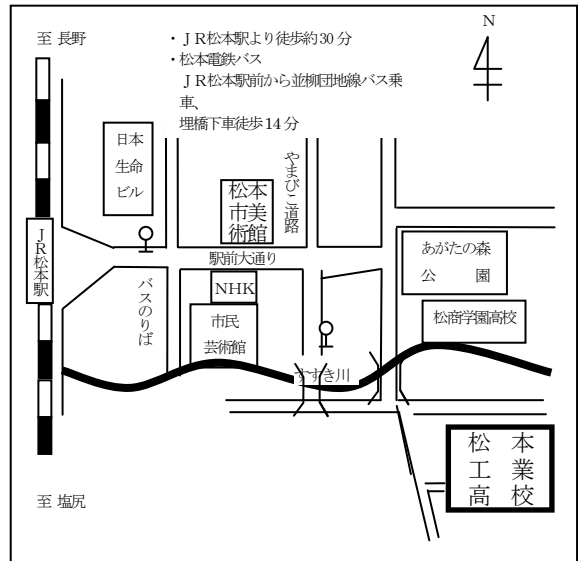 至 長野
・ＪＲ松本駅より徒歩約30分
・松本電鉄バス
ＪＲ松本駅前から並柳団地線バス乗
車、
埋橋下車徒歩14分
N
日本
生命
ビル
松本
市美
術館
やまびこ道路
ＪＲ松本駅
駅前大通り
あがたの森
公　園
バスのりば
NHK
市民
芸術館
松商学園高校
すすき川
松本
工業
高校
至 塩尻